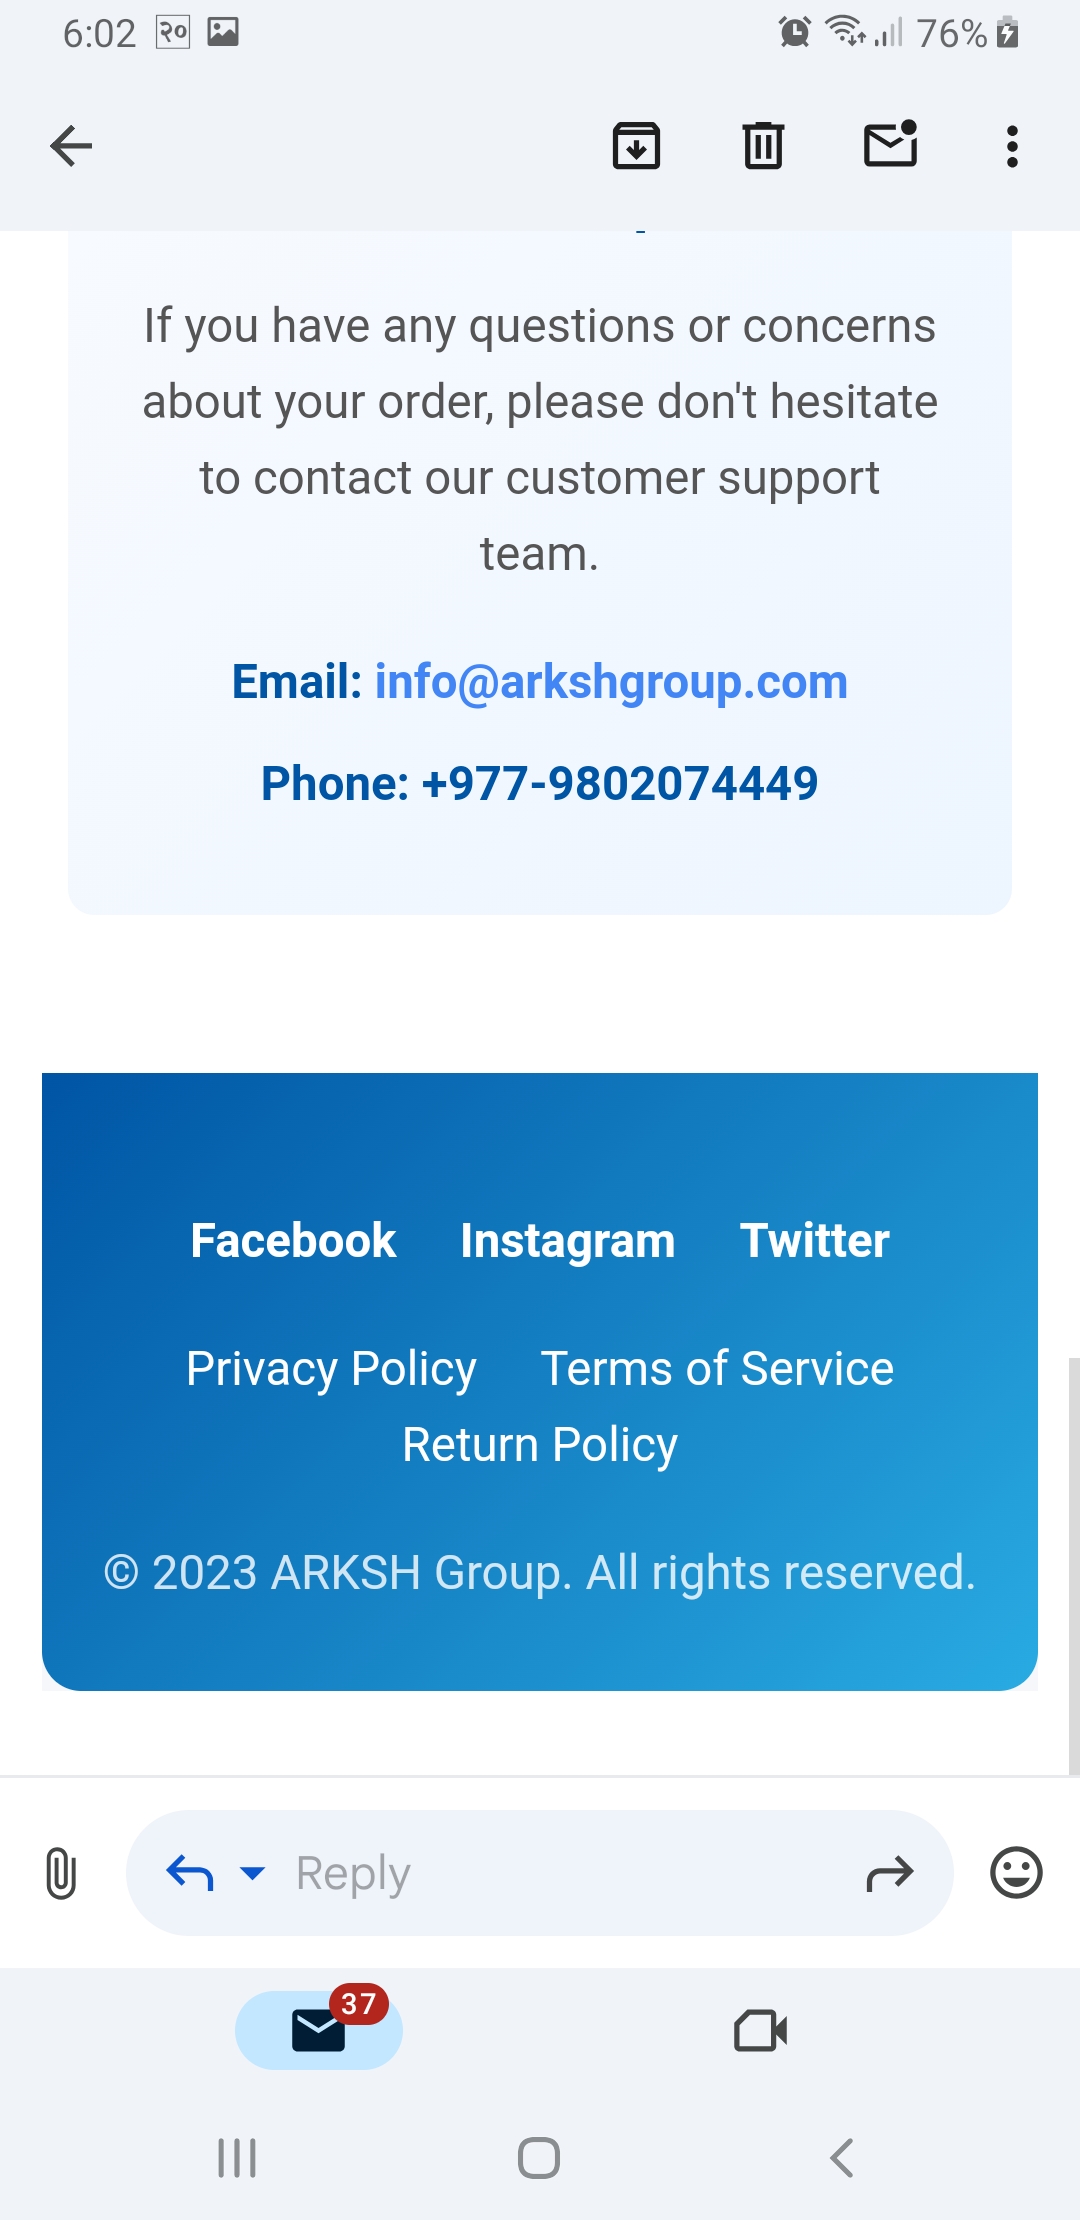 6:02 २० 76%
If you have any questions or concerns
about your order, please don't hesitate
to contact our customer support
team.
Email: info@arkshgroup.com
Phone: +977-9802074449
Facebook Instagram Twitter
Privacy Policy Terms of Service
Return Policy
© 2023 ARKSH Group. All rights reserved.
Reply
37